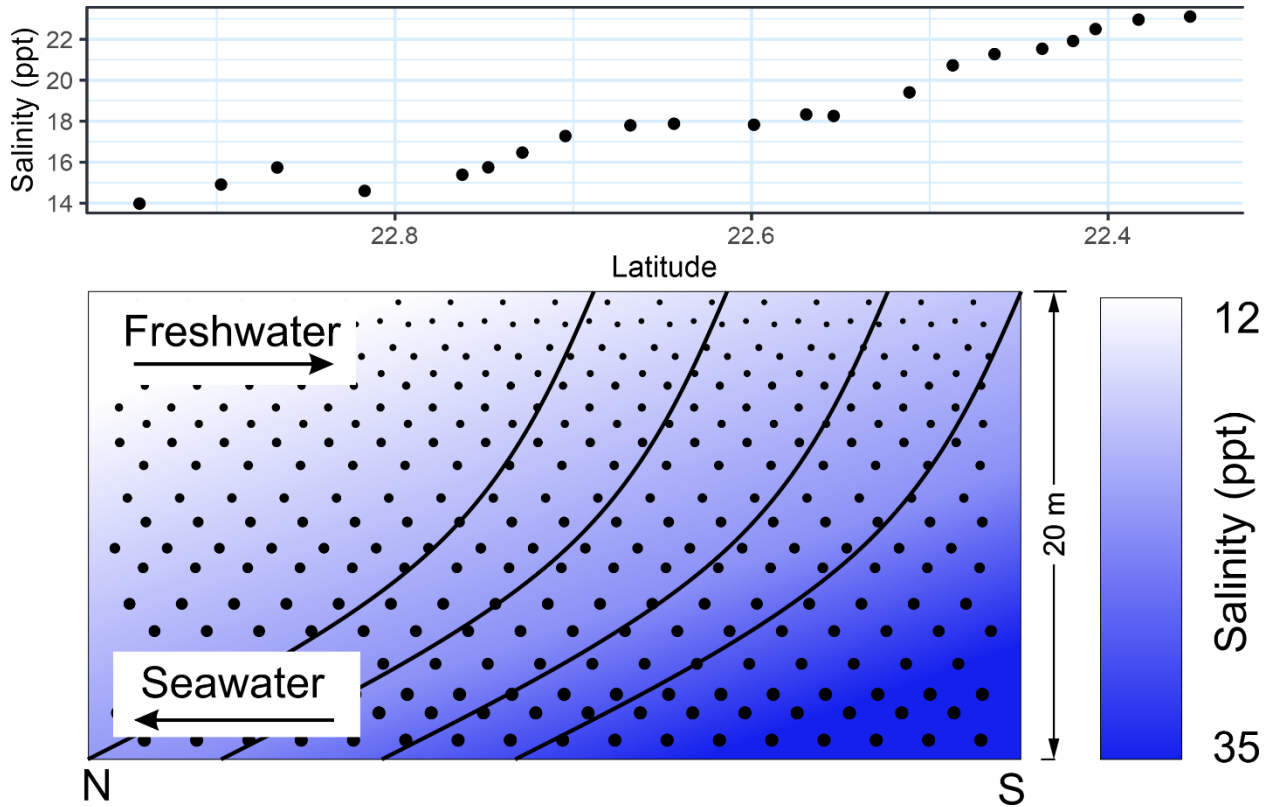 Salinity (ppt)
22
20
18
16
14
22.8
22.6
22.4
Latitude
Freshwater
Seawater
N
S
20 m
12
Salinity (ppt)
35